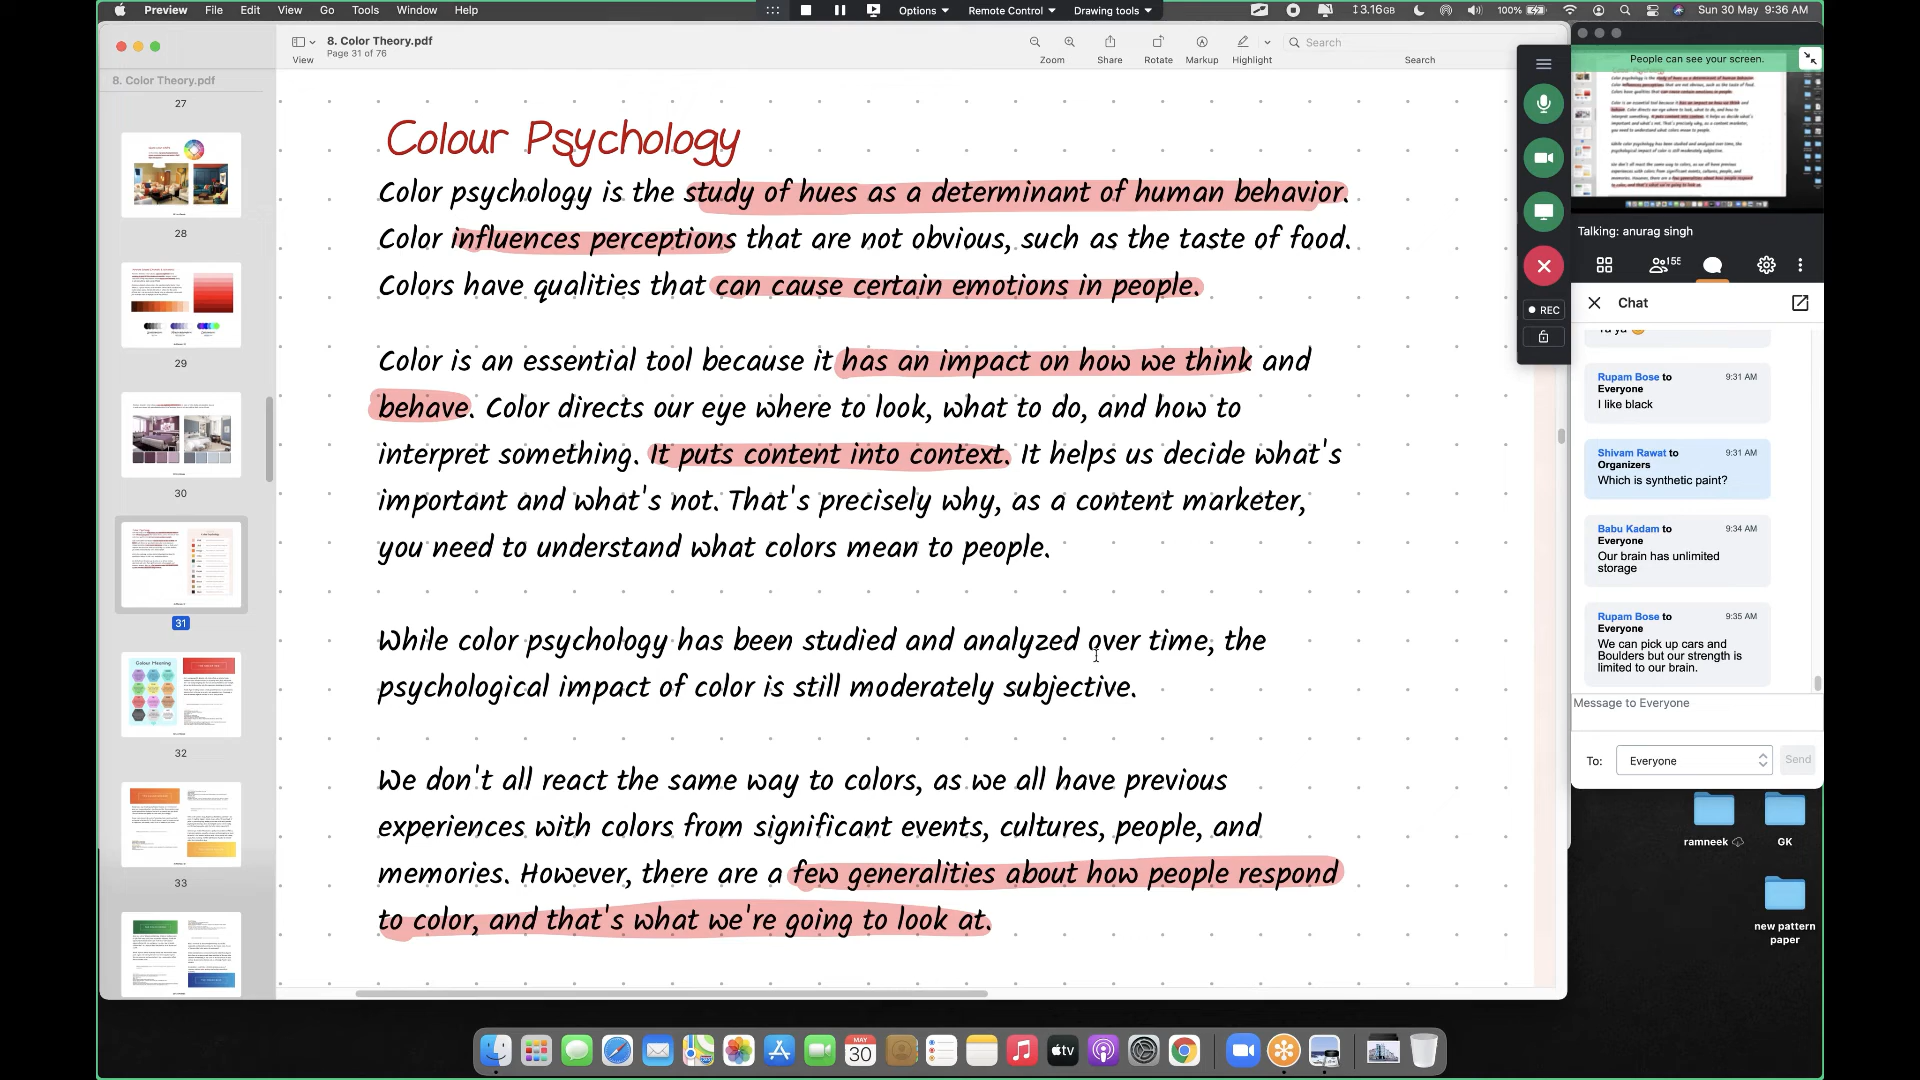 Preview File Edit View Go Tools Window Help
Options Remote Control Drawing tools
3.16GB 100% Sun 30 May 9:36 AM
8. Color Theory.pdf
Page 31 of 76
View
Zoom Share Rotate Markup Highlight Search
Search
8. Color Theory.pdf
27
28
29
30
31
32
33
Colour Psychology
Color psychology is the study of hues as a determinant of human behavior.
Color influences perceptions that are not obvious, such as the taste of food.
Colors have qualities that can cause certain emotions in people.
Color is an essential tool because it has an impact on how we think and
behave. Color directs our eye where to look, what to do, and how to
interpret something. It puts content into context. It helps us decide what's
important and what's not. That's precisely why, as a content marketer,
you need to understand what colors mean to people.
While color psychology has been studied and analyzed over time, the
psychological impact of color is still moderately subjective.
We don't all react the same way to colors, as we all have previous
experiences with colors from significant events, cultures, people, and
memories. However, there are a few generalities about how people respond
to color, and that's what we're going to look at.
REC
People can see your screen.
Talking: anurag singh
155
Chat
Rupam Bose to Everyone 9:31 AM
I like black
Shivam Rawat to Organizers 9:31 AM
Which is synthetic paint?
Babu Kadam to Everyone 9:34 AM
Our brain has unlimited
storage
Rupam Bose to Everyone 9:35 AM
We can pick up cars and
Boulders but our strength is
limited to our brain.
Message to Everyone
To: Everyone Send
ramneek GK
new pattern
paper
MAY
30
tv